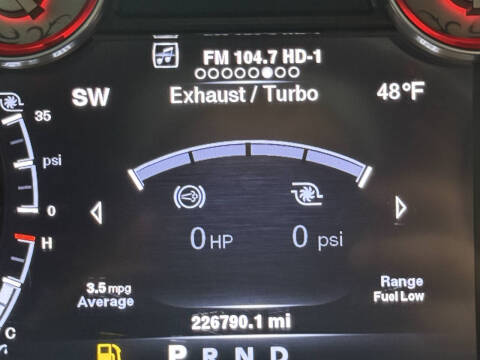 FM 104.7 HD-1
SW
Exhaust / Turbo
48°F
35
psi
0
H
0 HP
0 psi
3.5 mpg
Average
Range
Fuel Low
226790.1 mi
C
P R N D